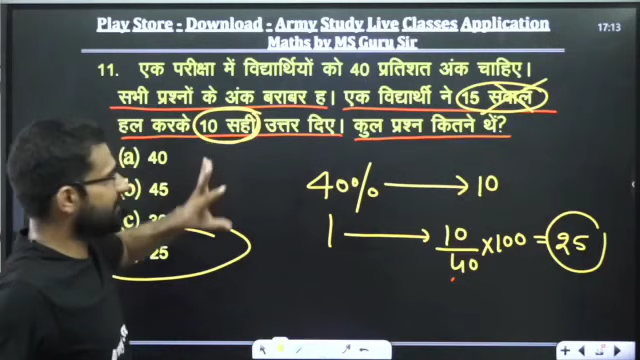 Play Store - Download - Army Study Live Classes Application
17:13
Maths by MS Guru Sir
11. एक परीक्षा में विद्यार्थियों को 40 प्रतिशत अंक चाहिए।
सभी प्रश्नों के अंक बराबर ह। एक विद्यार्थी ने 15 सवाल
हल करके 10 सही उत्तर दिए। कुल प्रश्न कितने थें?
(a) 40
) 45
(c)
25
40% → 10
1 → 10/40 ×100 = 25